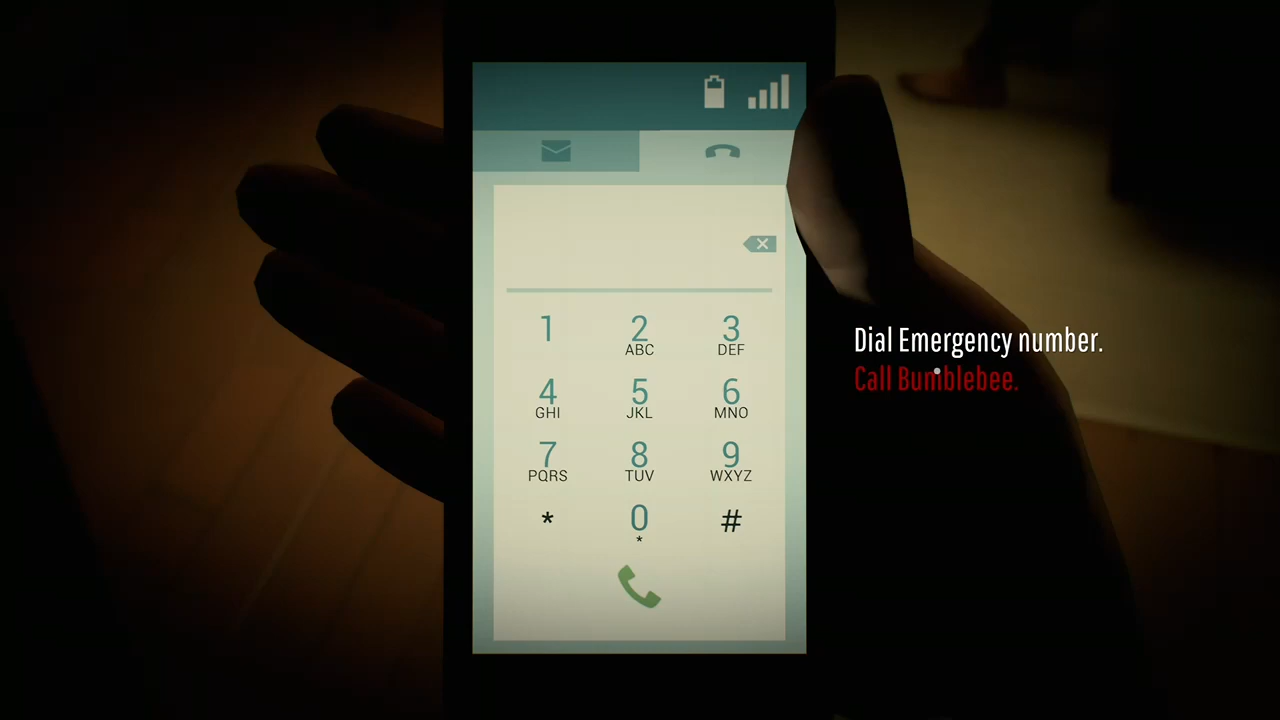 1 2 3
ABC DEF
4 5 6
GHI JKL MNO
7 8 9
PQRS TUV WXYZ
* 0 #
*
Dial Emergency number.
Call Bumblebee.